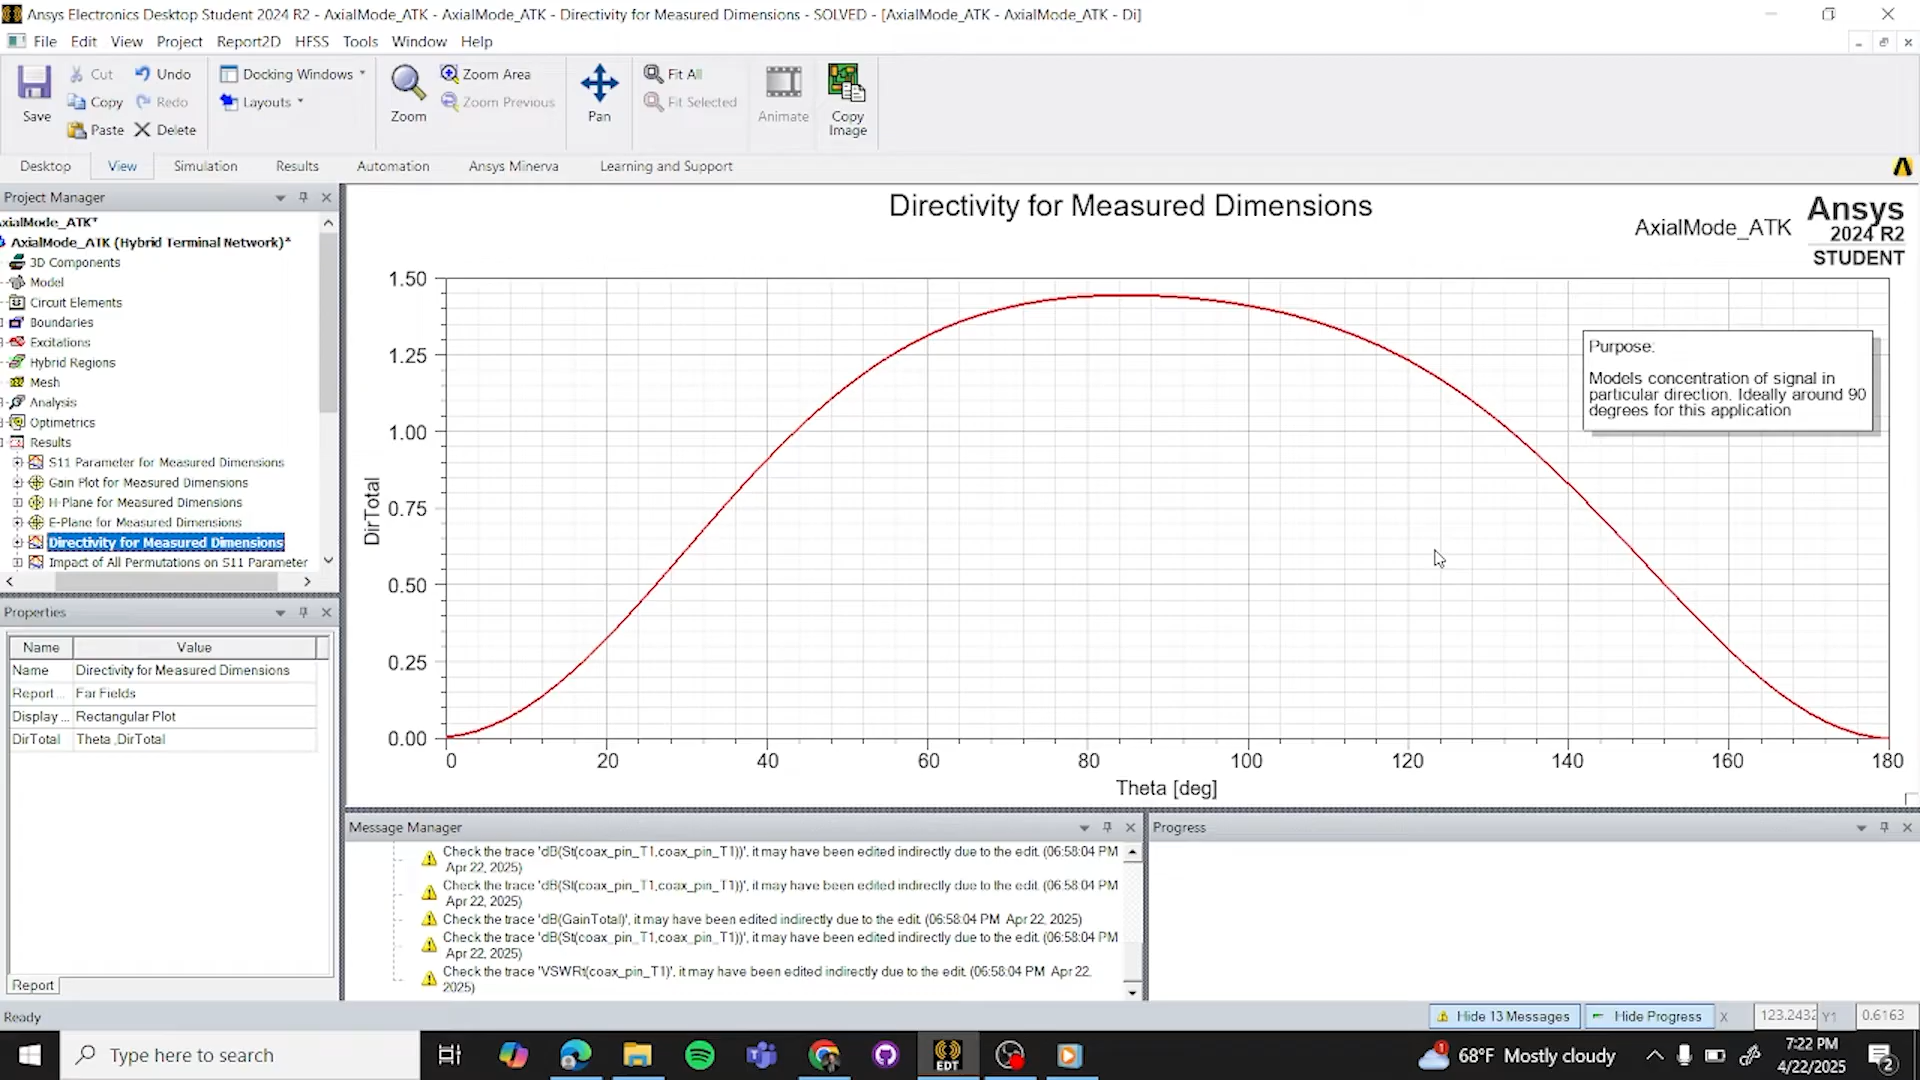 Ansys Electronics Desktop Student 2024 R2 - AxialMode_ATK - AxialMode_ATK - Directivity for Measured Dimensions - SOLVED - [AxialMode_ATK - AxialMode_ATK - Di]
File Edit View Project Report2D HFSS Tools Window Help
Save
Cut
Copy
Paste
Undo
Redo
Delete
Docking Windows
Layouts
Zoom
Zoom Area
Zoom Previous
Pan
Fit All
Fit Selected
Animate
Copy
Image
Desktop View Simulation Results Automation Ansys Minerva Learning and Support
Project Manager
xialMode_ATK*
AxialMode_ATK (Hybrid Terminal Network)*
3D Components
Model
Circuit Elements
Boundaries
Excitations
Hybrid Regions
Mesh
Analysis
Optimetrics
Results
S11 Parameter for Measured Dimensions
Gain Plot for Measured Dimensions
H-Plane for Measured Dimensions
E-Plane for Measured Dimensions
Directivity for Measured Dimensions
Impact of All Permutations on S11 Parameter
Properties
Name Value
Name Directivity for Measured Dimensions
Report ... Far Fields
Display ... Rectangular Plot
DirTotal Theta ,DirTotal
Report
Directivity for Measured Dimensions
AxialMode_ATK
Ansys
2024 R2
STUDENT
1.50
1.25
1.00
0.75
0.50
0.25
0.00
DirTotal
0 20 40 60 80 100 120 140 160 180
Theta [deg]
Purpose:
Models concentration of signal in
particular direction. Ideally around 90
degrees for this application
Message Manager
Check the trace 'dB(St(coax_pin_T1,coax_pin_T1))', it may have been edited indirectly due to the edit. (06:58:04 PM
Apr 22, 2025)
Check the trace 'dB(St(coax_pin_T1,coax_pin_T1))', it may have been edited indirectly due to the edit. (06:58:04 PM
Apr 22, 2025)
Check the trace 'dB(GainTotal)', it may have been edited indirectly due to the edit. (06:58:04 PM Apr 22, 2025)
Check the trace 'dB(St(coax_pin_T1,coax_pin_T1))', it may have been edited indirectly due to the edit. (06:58:04 PM
Apr 22, 2025)
Check the trace 'VSWRt(coax_pin_T1)', it may have been edited indirectly due to the edit. (06:58:04 PM Apr 22,
2025)
Progress
Ready
Hide 13 Messages
Hide Progress
X 123.2432 Y1 0.6163
Type here to search
EDT
68°F Mostly cloudy
7:22 PM
4/22/2025
2